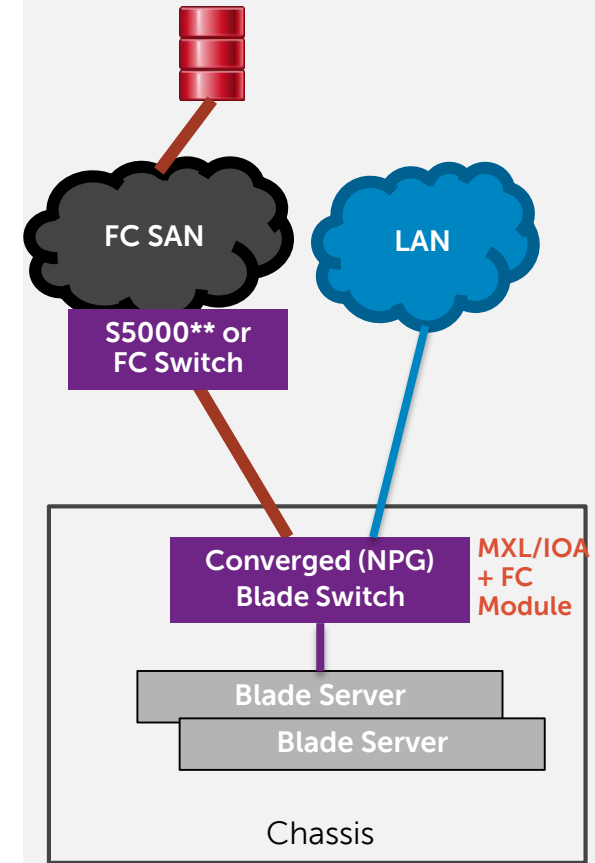 FC SAN
LAN
S5000** or
FC Switch
Converged (NPG)
Blade Switch
MXL/IOA
+ FC
Module
Blade Server
Blade Server
Chassis